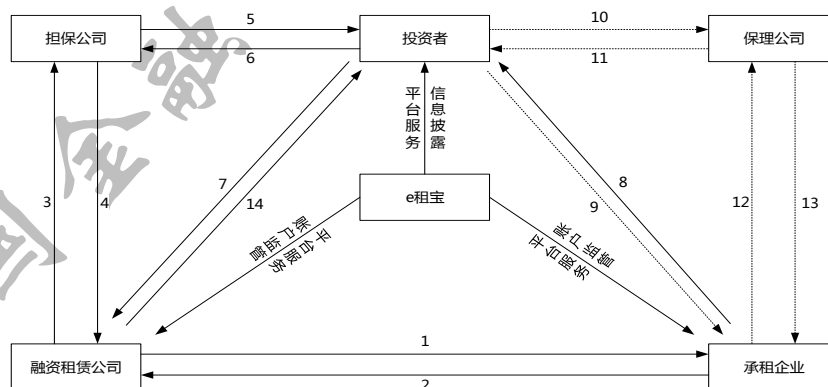 5
10
担保公司
投资者
保理公司
6
11
平台服务
信息披露
3
4
7
14
e租宝
8
9
12
13
账户监管
平台服务
账户监管
平台服务
融资租赁公司
1
承租企业
2
国金融